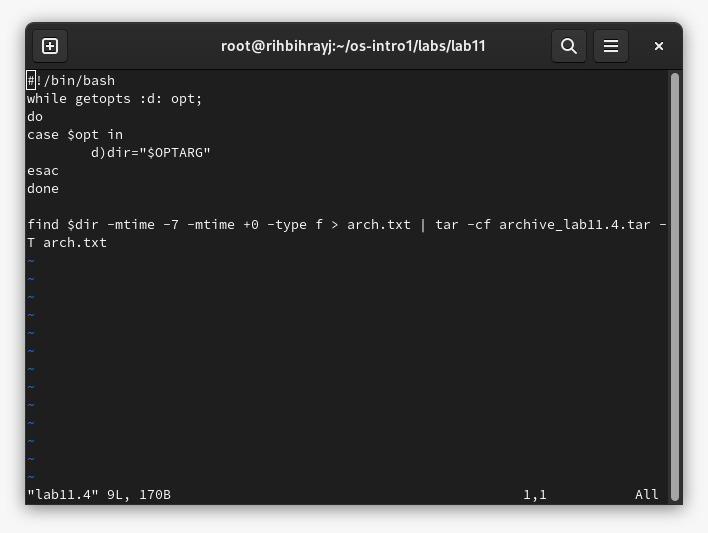 root@rihbihrayj:~/os-intro1/labs/lab11
#!/bin/bash
while getopts :d: opt;
do
case $opt in
        d)dir="$OPTARG"
esac
done

find $dir -mtime -7 -mtime +0 -type f > arch.txt | tar -cf archive_lab11.4.tar -
T arch.txt
~
~
~
~
~
~
~
~
~
~
~
~
~
"lab11.4" 9L, 170B                                            1,1           All